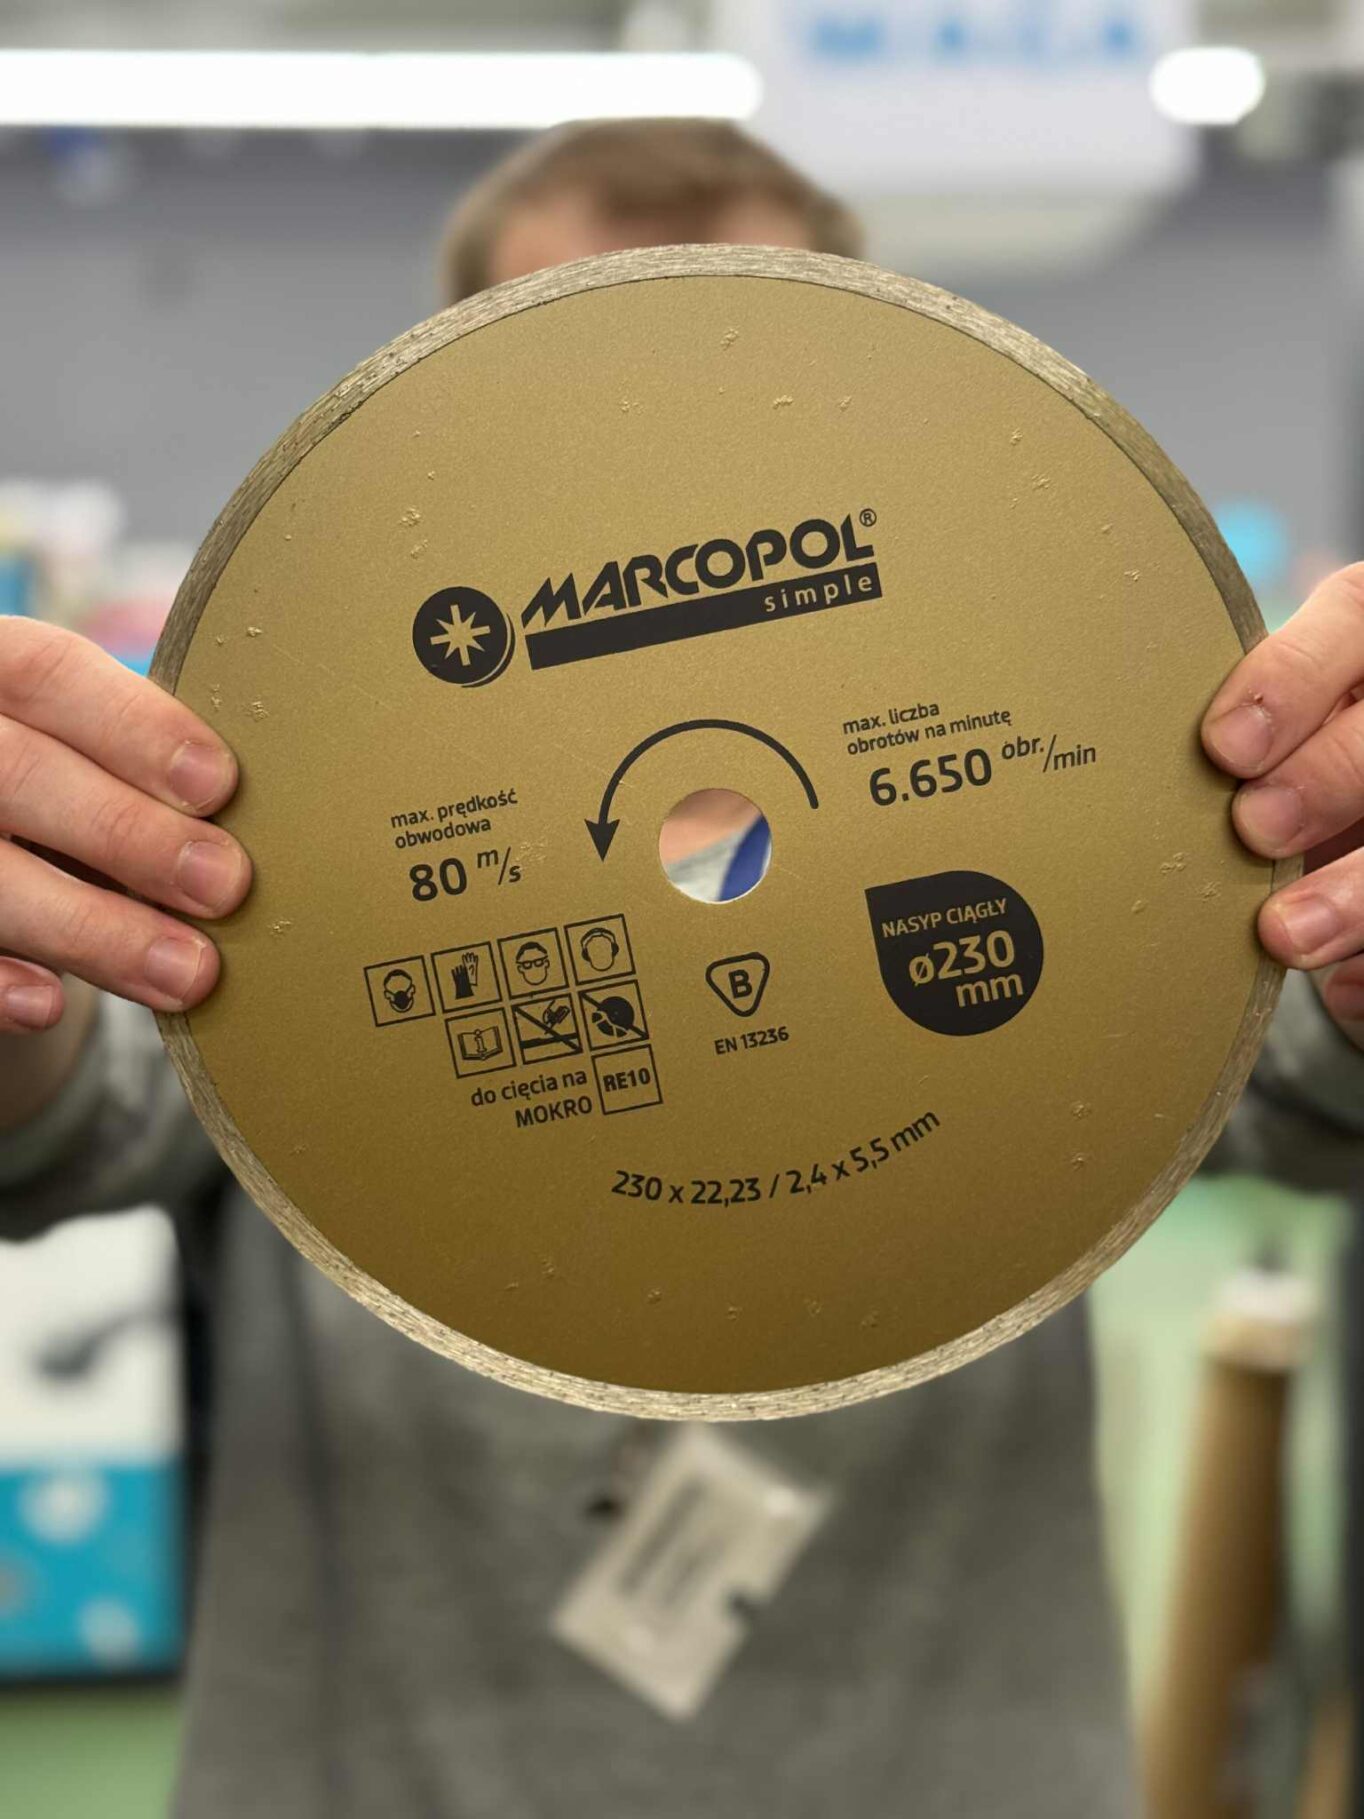 MARCOPOL®
simple
max. liczba
obrotów na minutę
6.650 obr./min
max. prędkość
obwodowa
80 m/s
NASYP CIĄGŁY
ø230
mm
B
EN 13236
do cięcia na
MOKRO
RE10
230 x 22,23 / 2,4 x 5,5 mm